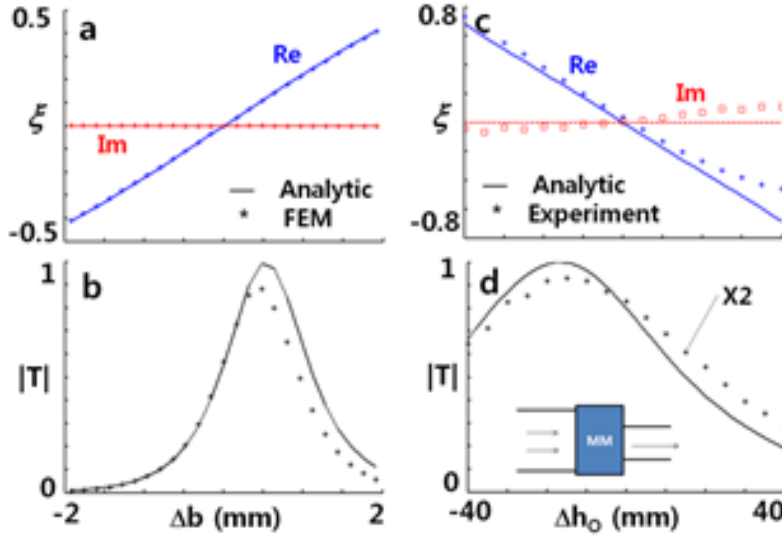 0.5
a
Re
ξ
Im
— Analytic
* FEM
-0.5
0.8
c
Re
Im
ξ
— Analytic
* Experiment
-0.8
1
b
|T|
0
-2
Δb (mm)
2
1
d
X2
|T|
MM
0
-40
Δh₀ (mm)
40